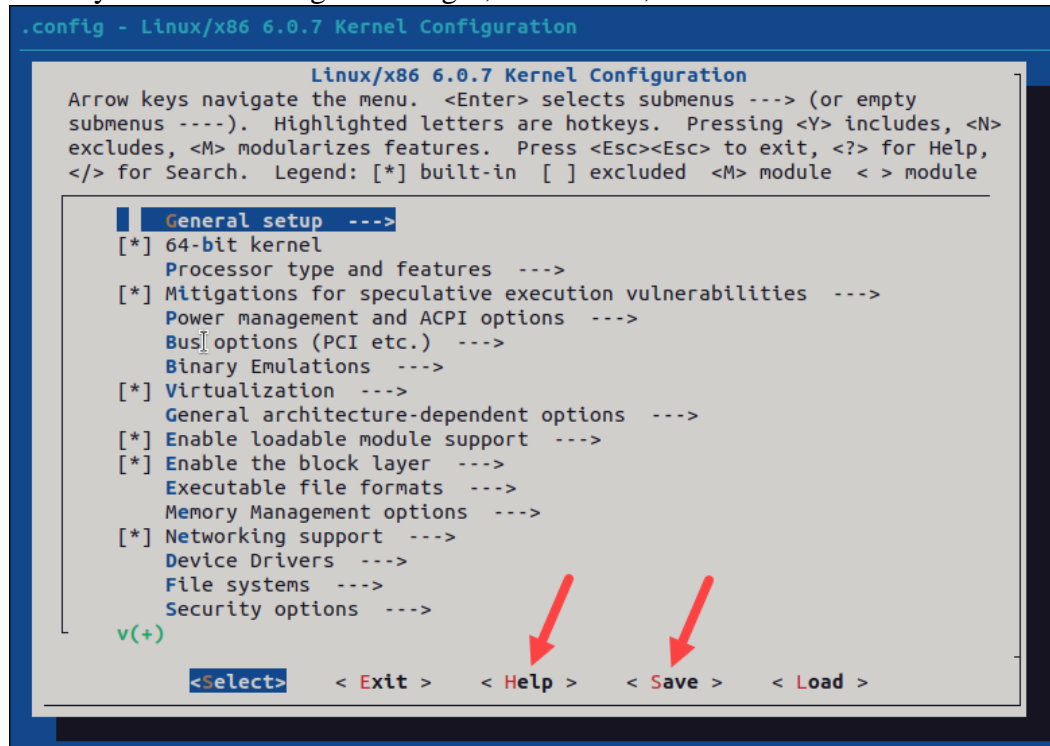 .config - Linux/x86 6.0.7 Kernel Configuration
Linux/x86 6.0.7 Kernel Configuration
Arrow keys navigate the menu.  <Enter> selects submenus ---> (or empty
submenus ----).  Highlighted letters are hotkeys.  Pressing <Y> includes, <N>
excludes, <M> modularizes features.  Press <Esc><Esc> to exit, <?> for Help,
</> for Search.  Legend: [*] built-in  [ ] excluded  <M> module  < > module
General setup  --->
[*] 64-bit kernel
Processor type and features  --->
[*] Mitigations for speculative execution vulnerabilities  --->
Power management and ACPI options  --->
Bus options (PCI etc.)  --->
Binary Emulations  --->
[*] Virtualization  --->
General architecture-dependent options  --->
[*] Enable loadable module support  --->
[*] Enable the block layer  --->
Executable file formats  --->
Memory Management options  --->
[*] Networking support  --->
Device Drivers  --->
File systems  --->
Security options  --->
v(+)
<Select>    < Exit >    < Help >    < Save >    < Load >